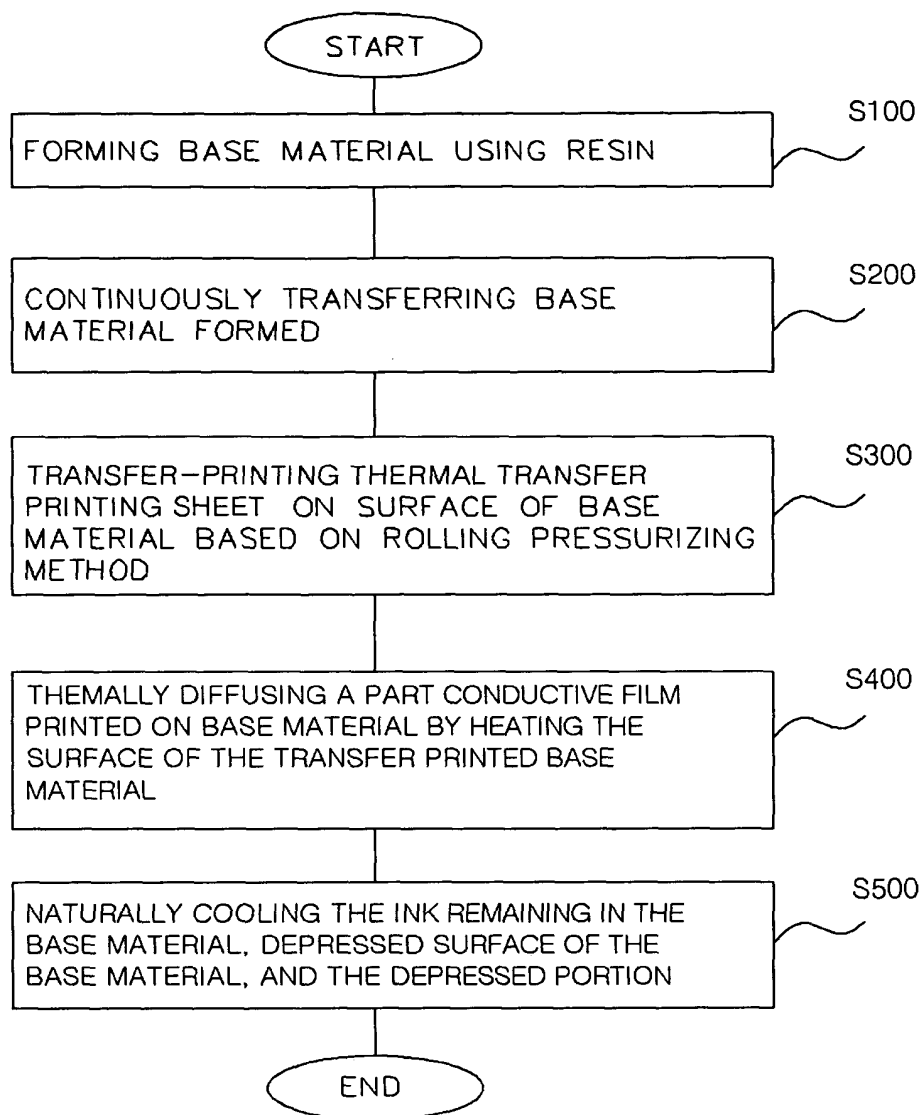 START
S100
FORMING BASE MATERIAL USING RESIN
S200
CONTINUOUSLY TRANSFERRING BASE
MATERIAL FORMED
S300
TRANSFER-PRINTING THERMAL TRANSFER
PRINTING SHEET ON SURFACE OF BASE
MATERIAL BASED ON ROLLING PRESSURIZING
METHOD
S400
THEMALLY DIFFUSING A PART CONDUCTIVE FILM
PRINTED ON BASE MATERIAL BY HEATING THE
SURFACE OF THE TRANSFER PRINTED BASE
MATERIAL
S500
NATURALLY COOLING THE INK REMAINING IN THE
BASE MATERIAL, DEPRESSED SURFACE OF THE
BASE MATERIAL, AND THE DEPRESSED PORTION
END